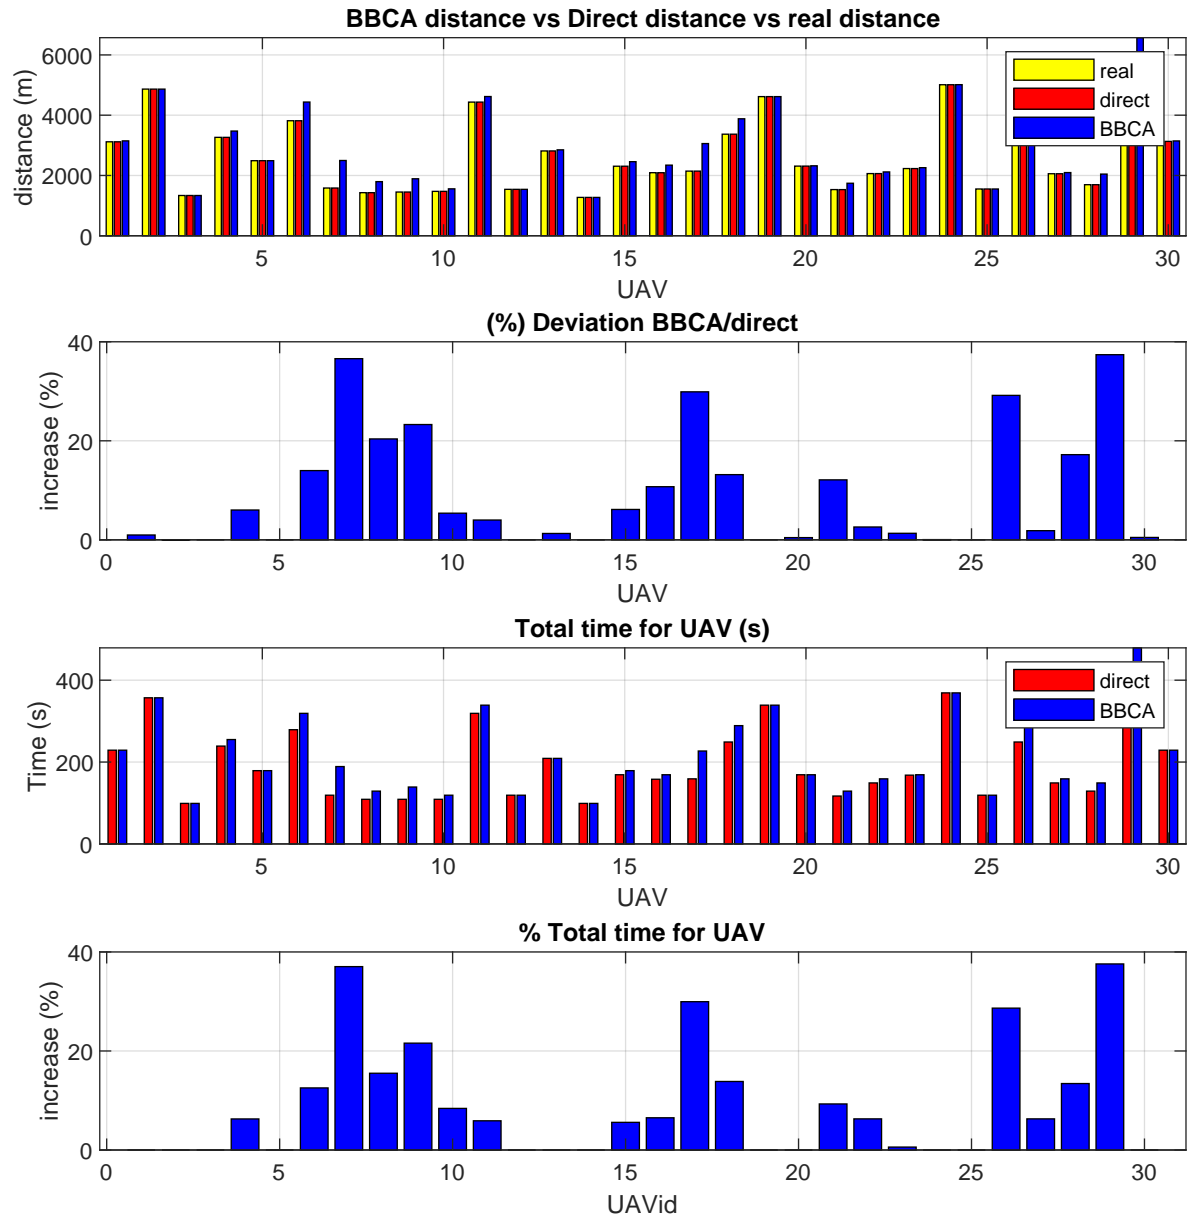 BBCA distance vs Direct distance vs real distance
distance (m)
6000
4000
2000
0
real
direct
BBCA
5 10 15 20 25 30
UAV
(%) Deviation BBCA/direct
increase (%)
40
20
0
0 5 10 15 20 25 30
UAV
Total time for UAV (s)
Time (s)
400
200
0
direct
BBCA
5 10 15 20 25 30
UAV
% Total time for UAV
increase (%)
40
20
0
0 5 10 15 20 25 30
UAVid